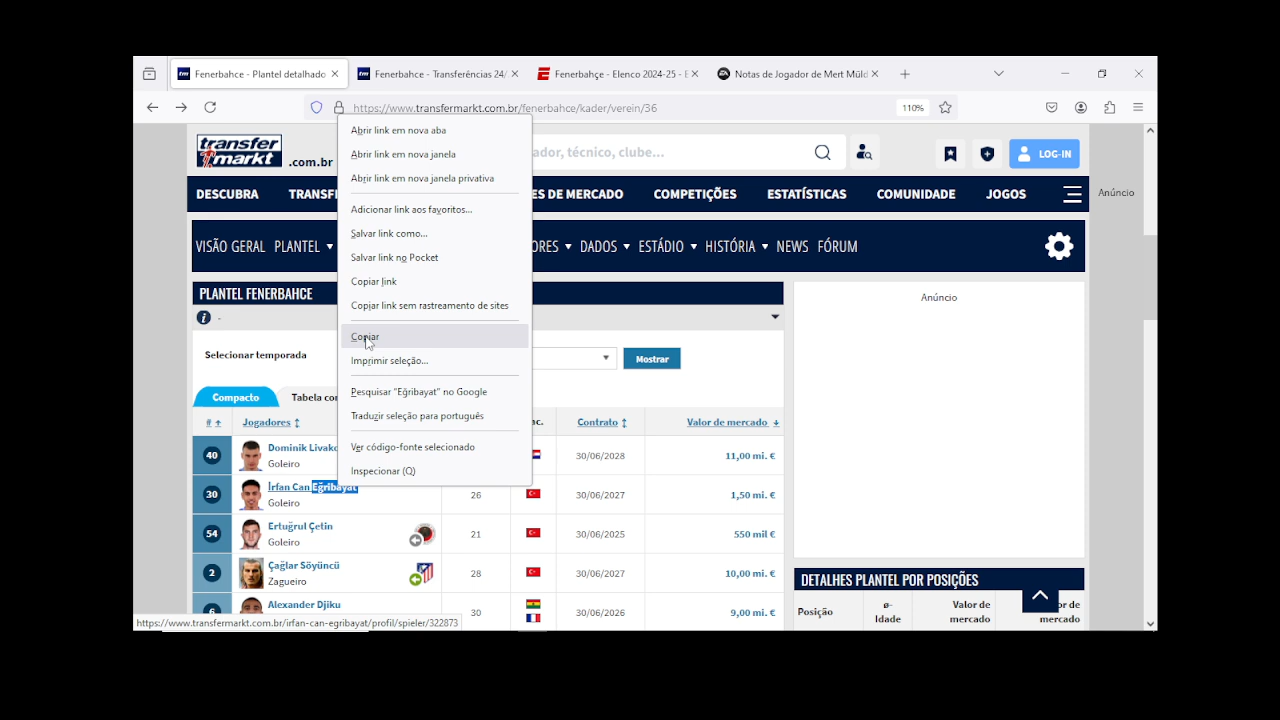 Fenerbahce - Plantel detalhado
Fenerbahce - Transferências 24/
Fenerbahçe - Elenco 2024-25 - E
Notas de Jogador de Mert Müld
https://www.transfermarkt.com.br/fenerbahce/kader/verein/36
110%
Abrir link em nova aba
Abrir link em nova janela
Abrir link em nova janela privativa
Adicionar link aos favoritos...
Salvar link como...
Salvar link no Pocket
Copiar link
Copiar link sem rastreamento de sites
Copiar
Imprimir seleção...
Pesquisar "Eğribayat" no Google
Traduzir seleção para português
Ver código-fonte selecionado
Inspecionar (Q)
transfer
markt
.com.br
ador, técnico, clube...
LOG-IN
DESCUBRA TRANSF ES DE MERCADO COMPETIÇÕES ESTATÍSTICAS COMUNIDADE JOGOS
Anúncio
VISÃO GERAL PLANTEL ORES DADOS ESTÁDIO HISTÓRIA NEWS FÓRUM
PLANTEL FENERBAHCE
Anúncio
i -
Selecionar temporada
Mostrar
Compacto Tabela con
# Jogadores ac. Contrato Valor de mercado
40 Dominik Livako 30/06/2028 11,00 mi. €
Goleiro
30 İrfan Can Eğribayat 26 30/06/2027 1,50 mi. €
Goleiro
54 Ertuğrul Çetin 21 30/06/2025 550 mil €
Goleiro
2 Çağlar Söyüncü 28 30/06/2027 10,00 mi. €
Zagueiro
6 Alexander Djiku 30 30/06/2026 9,00 mi. €
DETALHES PLANTEL POR POSIÇÕES
Posição ø-Idade Valor de mercado or de mercado
https://www.transfermarkt.com.br/irfan-can-egribayat/profil/spieler/322873